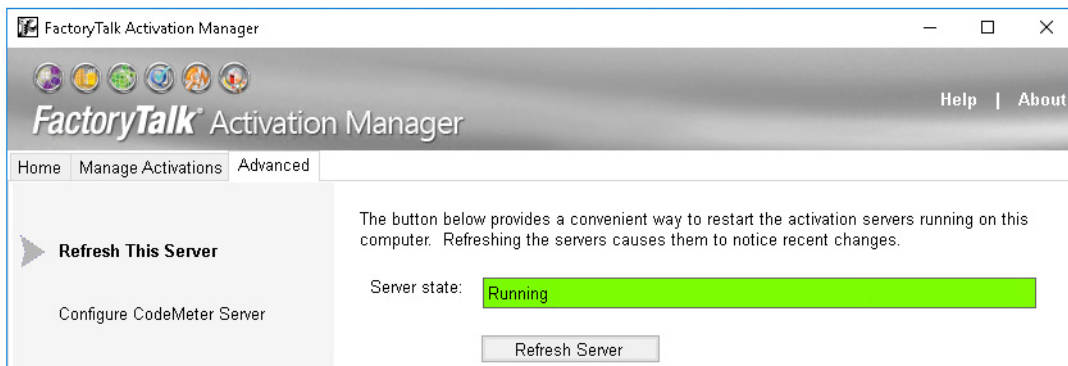 FactoryTalk Activation Manager
FactoryTalk® Activation Manager
Help | About
Home Manage Activations Advanced
Refresh This Server
Configure CodeMeter Server
The button below provides a convenient way to restart the activation servers running on this
computer. Refreshing the servers causes them to notice recent changes.
Server state: Running
Refresh Server